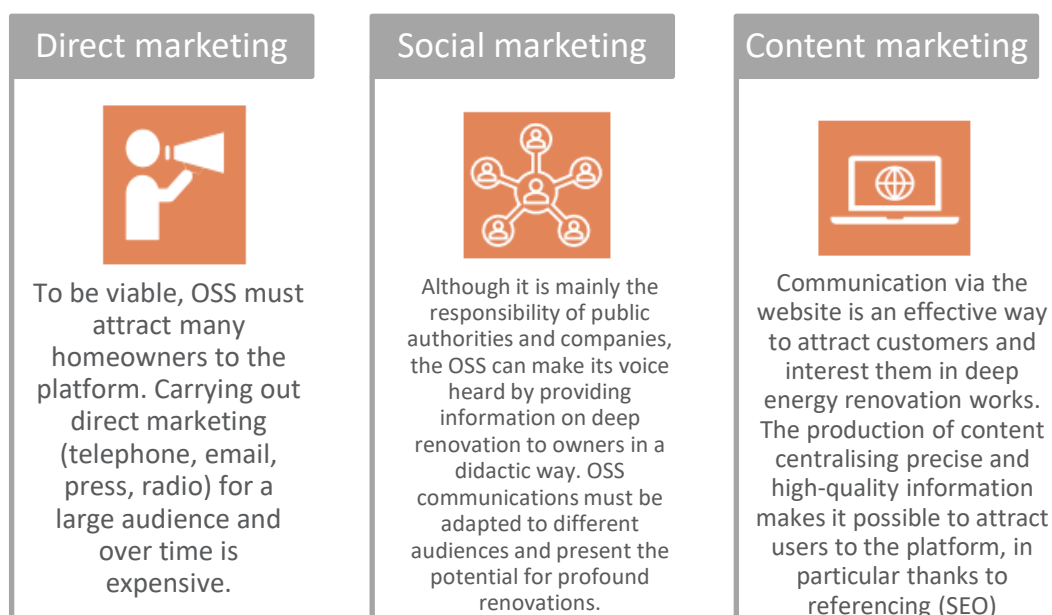 Direct marketing
To be viable, OSS must
attract many
homeowners to the
platform. Carrying out
direct marketing
(telephone, email,
press, radio) for a
large audience and
over time is
expensive.
Social marketing
Although it is mainly the
responsibility of public
authorities and companies,
the OSS can make its voice
heard by providing
information on deep
renovation to owners in a
didactic way. OSS
communications must be
adapted to different
audiences and present the
potential for profound
renovations.
Content marketing
Communication via the
website is an effective way
to attract customers and
interest them in deep
energy renovation works.
The production of content
centralising precise and
high-quality information
makes it possible to attract
users to the platform, in
particular thanks to
referencing (SEO)